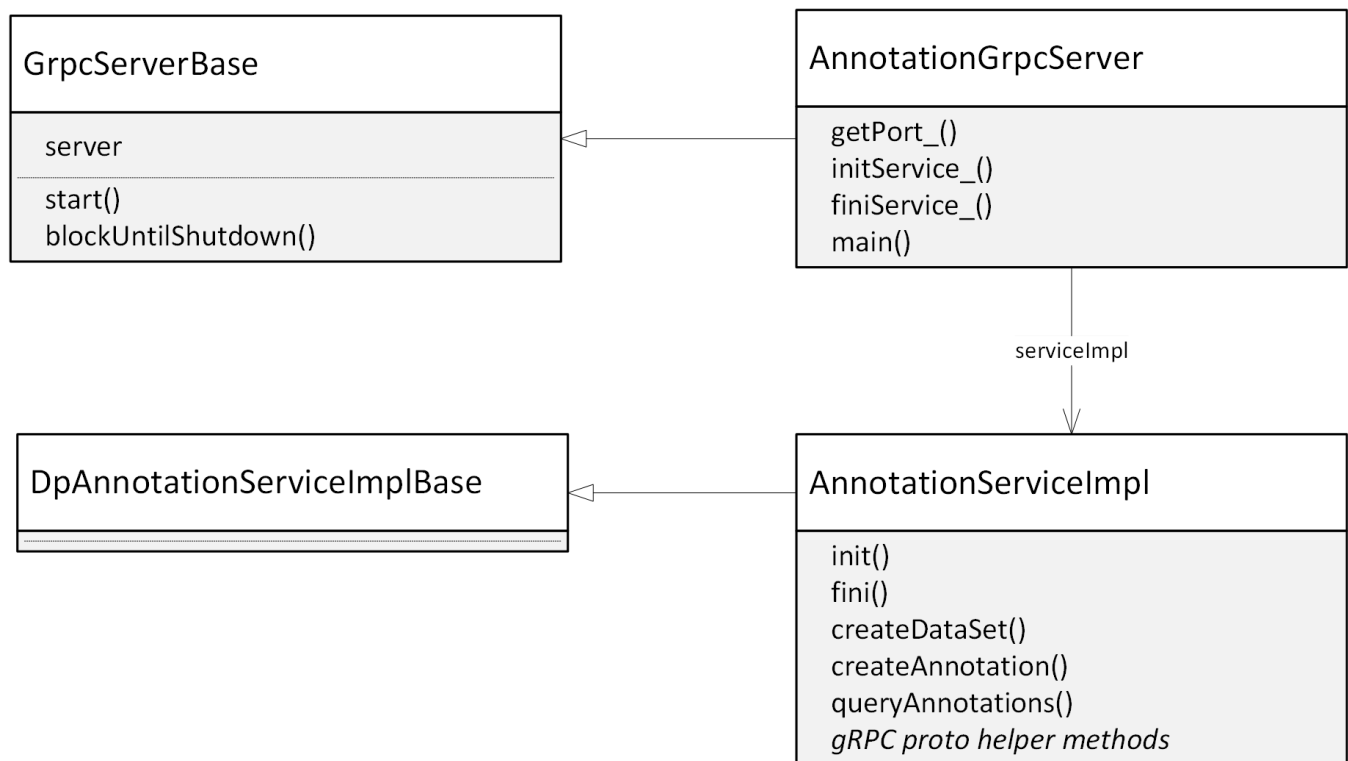 GrpcServerBase
server
start()
blockUntilShutdown()
AnnotationGrpcServer
getPort_()
initService_()
finiService_()
main()
serviceImpl
DpAnnotationServiceImplBase
AnnotationServiceImpl
init()
fini()
createDataSet()
createAnnotation()
queryAnnotations()
gRPC proto helper methods